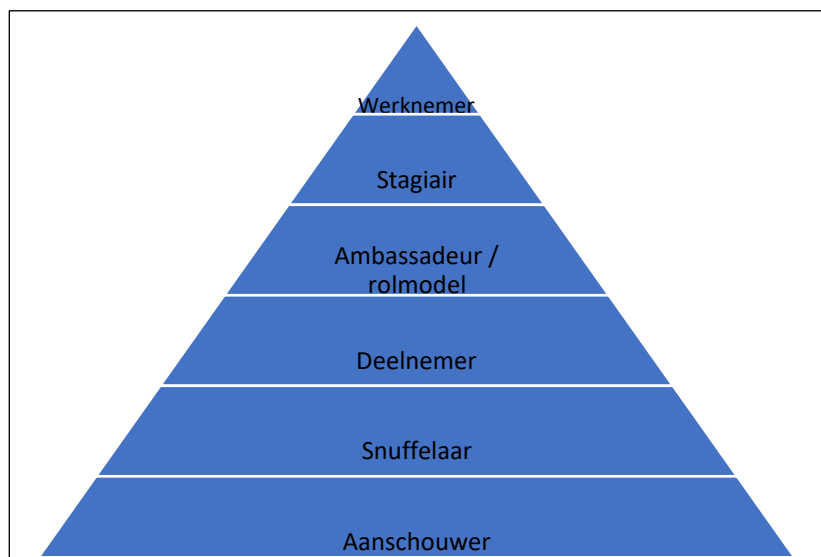 Werknemer
Stagiair
Ambassadeur /
rolmodel
Deelnemer
Snuffelaar
Aanschouwer